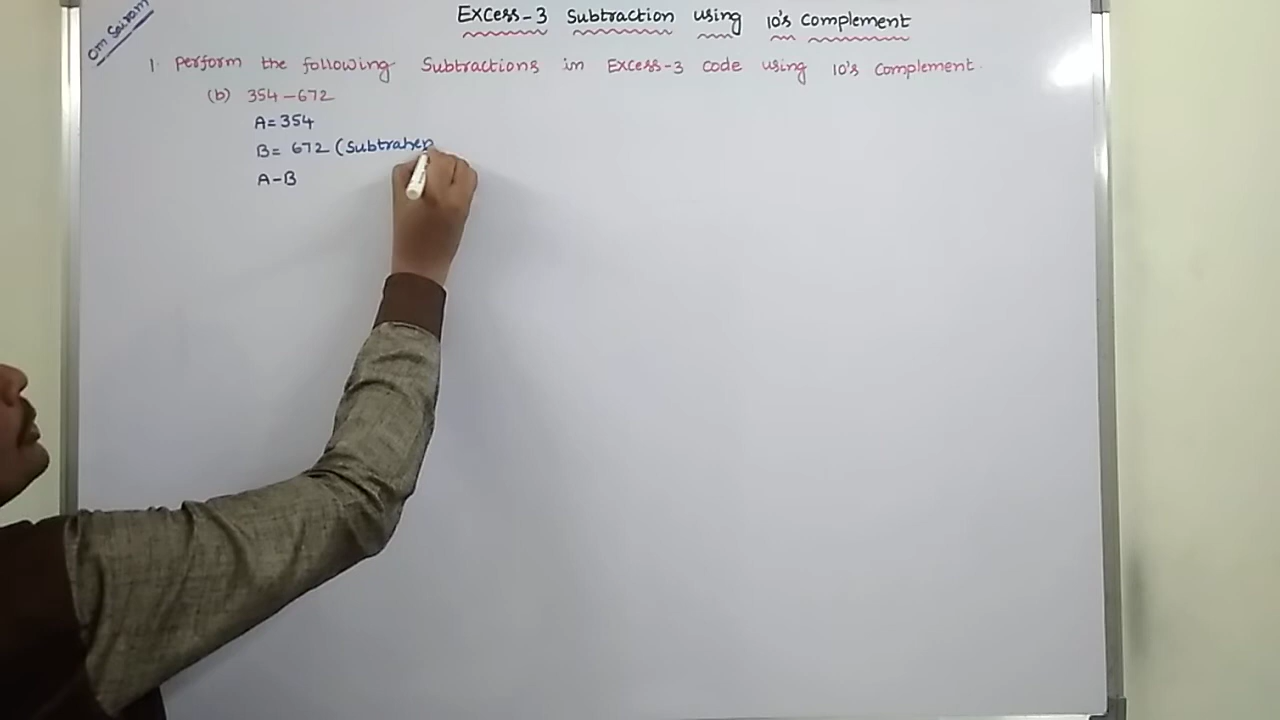 Om Sairam
Excess-3 Subtraction using 10's Complement
1. Perform the following Subtractions in Excess-3 code using 10's Complement.
(b) 354-672
A=354
B= 672 (Subtrahen
A-B